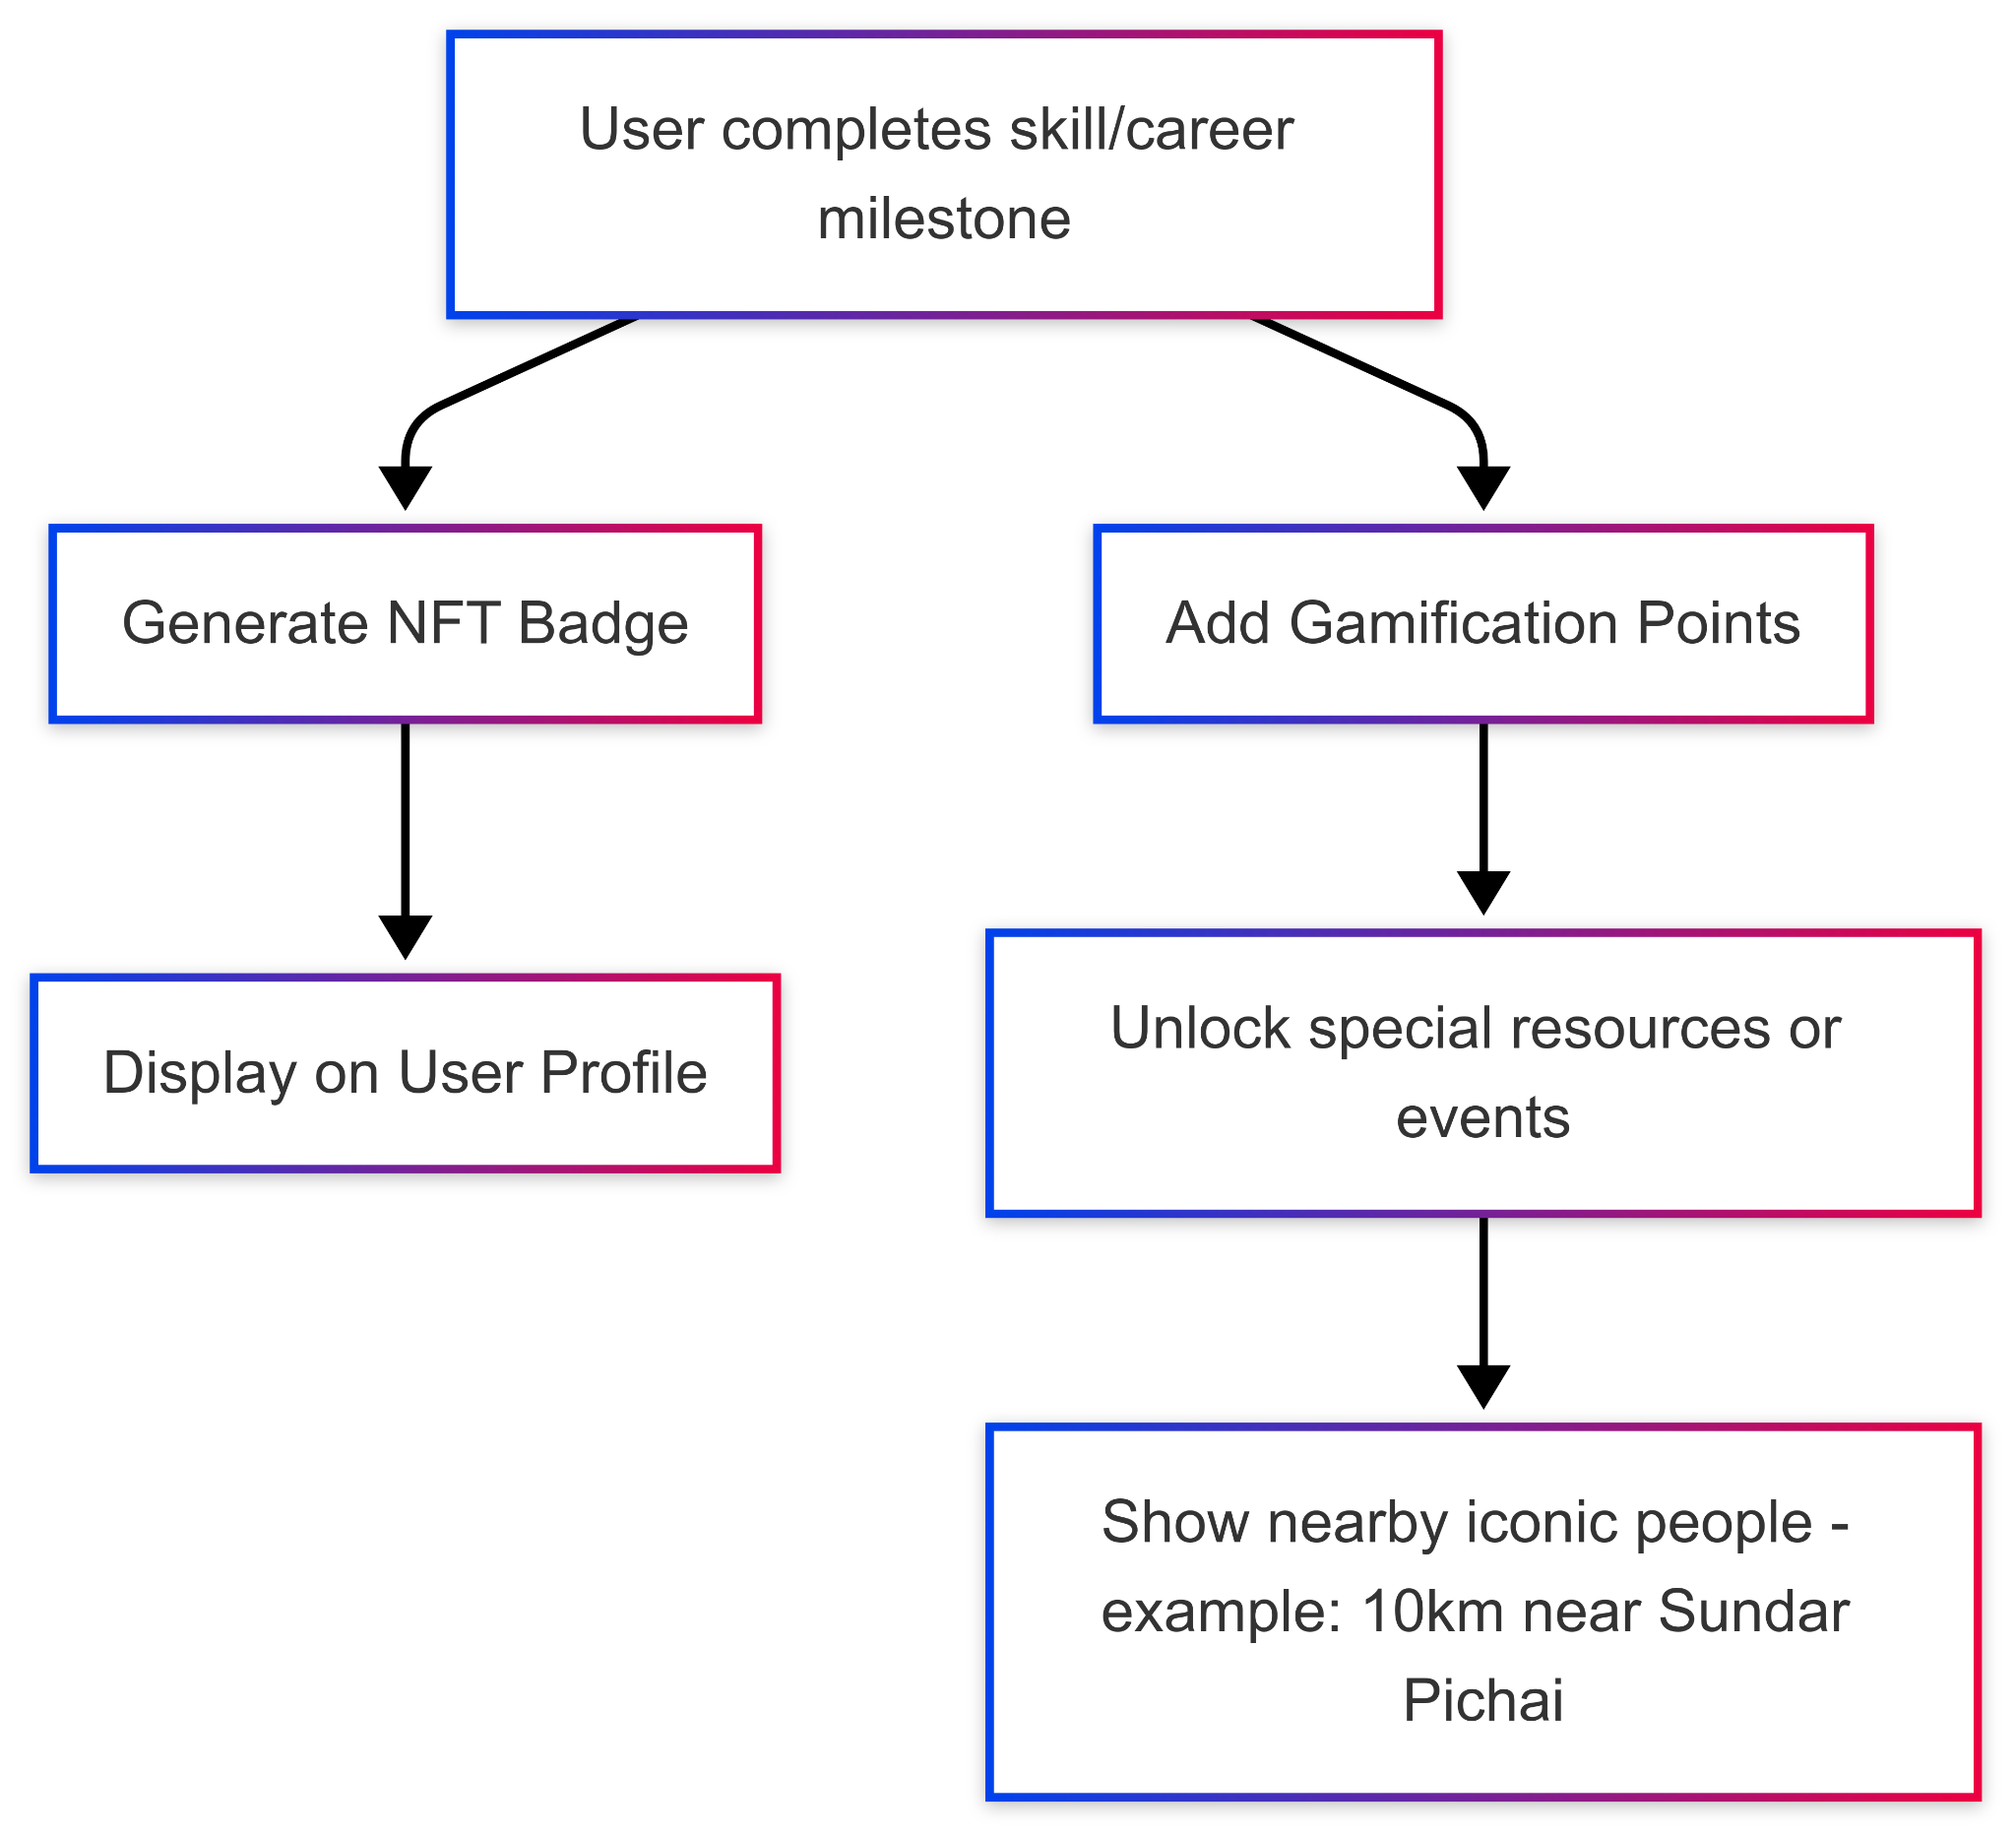 User completes skill/career
milestone
Generate NFT Badge
Add Gamification Points
Display on User Profile
Unlock special resources or
events
Show nearby iconic people -
example: 10km near Sundar
Pichai